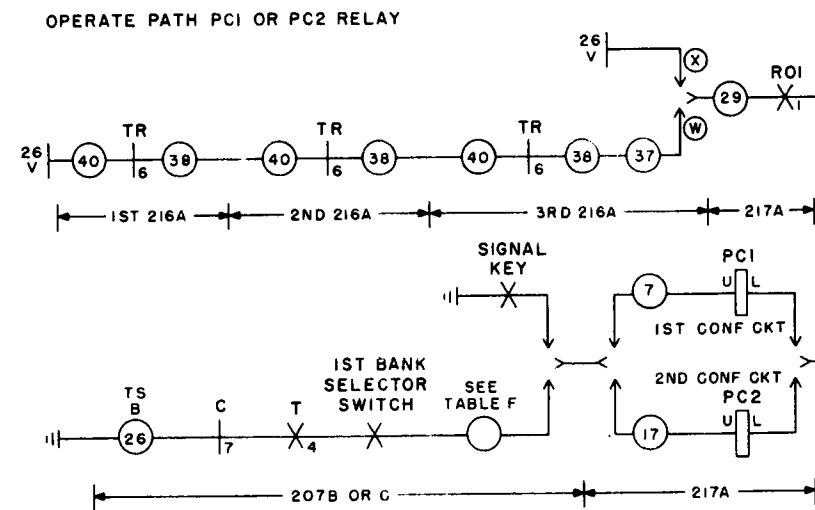 OPERATE PATH PC1 OR PC2 RELAY
26
V
X
RO1
29
1
W
26
V
40
TR
6
38
40
TR
6
38
40
TR
6
38
37
1ST 216A
2ND 216A
3RD 216A
217A
SIGNAL
KEY
PC1
7
U
L
1ST CONF CKT
TS
B
26
C
7
T
4
1ST BANK
SELECTOR
SWITCH
SEE
TABLE F
2ND CONF CKT
PC2
17
U
L
207B OR C
217A